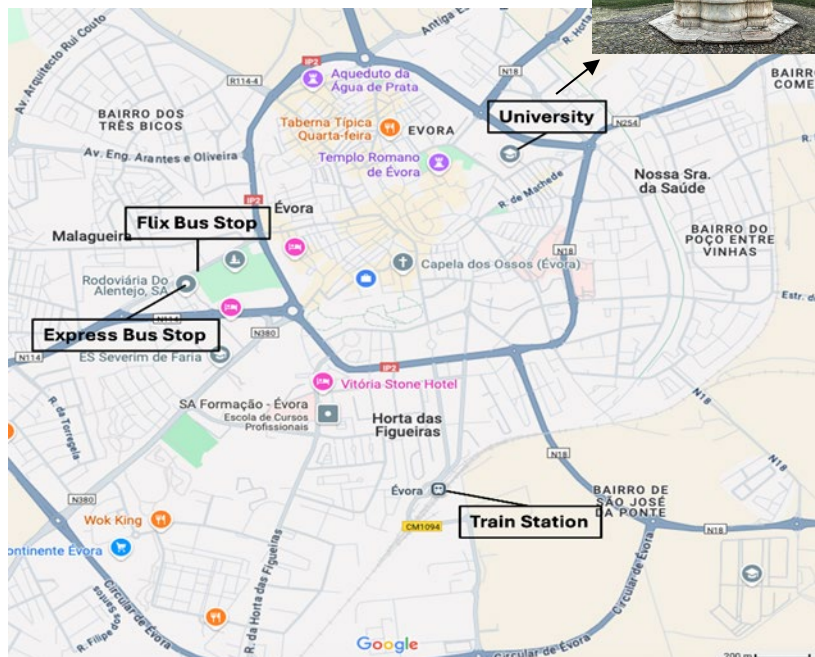 Av. Arquitecto Rui Couto
Antiga Es
R. Horta
IP2
R114-4
N18
BAIRRO
COME
Aqueduto da
Água de Prata
BAIRRO DOS
TRÊS BICOS
Taberna Típica
Quarta-feira
EVORA
University
N254
Av. Eng. Arantes e Oliveira
Templo Romano
de Évora
Nossa Sra.
da Saúde
R. de Machede
IP2
Flix Bus Stop
Évora
Malagueira
N18
BAIRRO DO
POÇO ENTRE
VINHAS
Rodoviária Do
Alentejo, SA
Capela dos Ossos (Évora)
Estr. d
N114
Express Bus Stop
N380
N114
ES Severim de Faria
IP2
Vitória Stone Hotel
SA Formação - Évora
Escola de Cursos
Profissionais
Horta das
Figueiras
N18
R. da Torregela
N18
Évora
BAIRRO DE
SÃO JOSÉ
DA PONTE
N380
Wok King
Train Station
CM1094
N18
ontinente Évora
R. da Horta das Figueiras
Circular de Évora
Circular de Évora
R. Filipe dos
Santos
Google
Circular de Évora
200 m